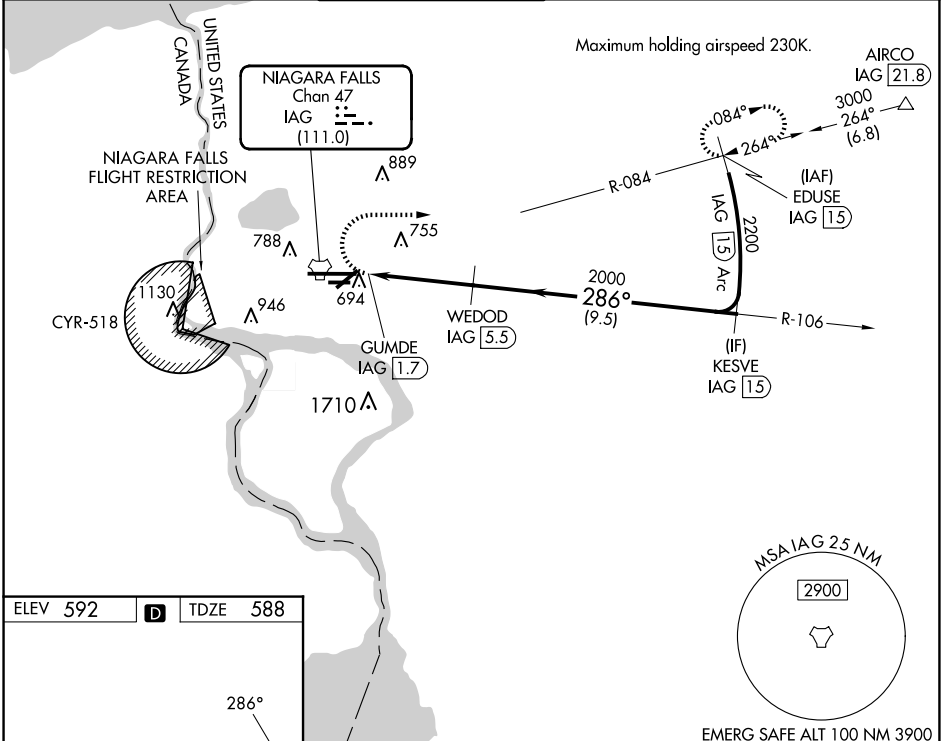 Maximum holding airspeed 230K.
UNITED STATES
CANADA
NIAGARA FALLS
Chan 47
IAG
(111.0)
AIRCO
IAG 21.8
3000
264°
(6.8)
084°
264°
NIAGARA FALLS
FLIGHT RESTRICTION
AREA
889
R-084
(IAF)
EDUSE
IAG 15
IAG 15 Arc
2200
788
755
1130
946
694
2000
286°
(9.5)
CYR-518
WEDOD
IAG 5.5
R-106
GUMDE
IAG 1.7
(IF)
KESVE
IAG 15
1710
MSA IAG 25 NM
2900
ELEV 592
D
TDZE 588
286°
EMERG SAFE ALT 100 NM 3900